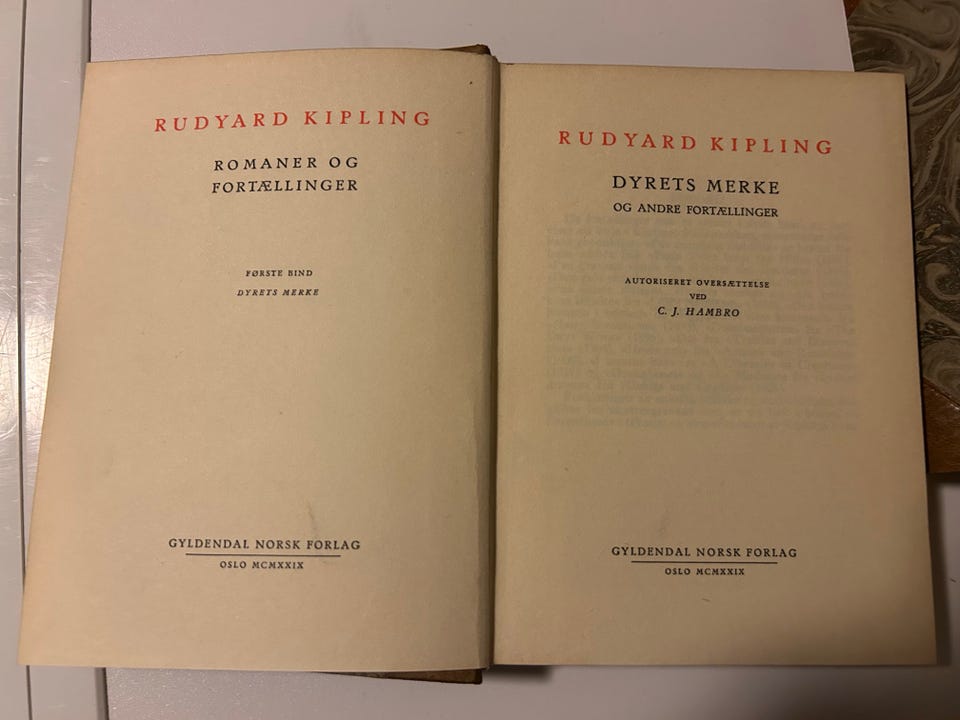 RUDYARD KIPLING
ROMANER OG
FORTÆLLINGER
FØRSTE BIND
DYRETS MERKE
GYLDENDAL NORSK FORLAG
OSLO MCMXXIX
RUDYARD KIPLING
DYRETS MERKE
OG ANDRE FORTÆLLINGER
AUTORISERET OVERSÆTTELSE
VED
C. J. HAMBRO
GYLDENDAL NORSK FORLAG
OSLO MCMXXIX